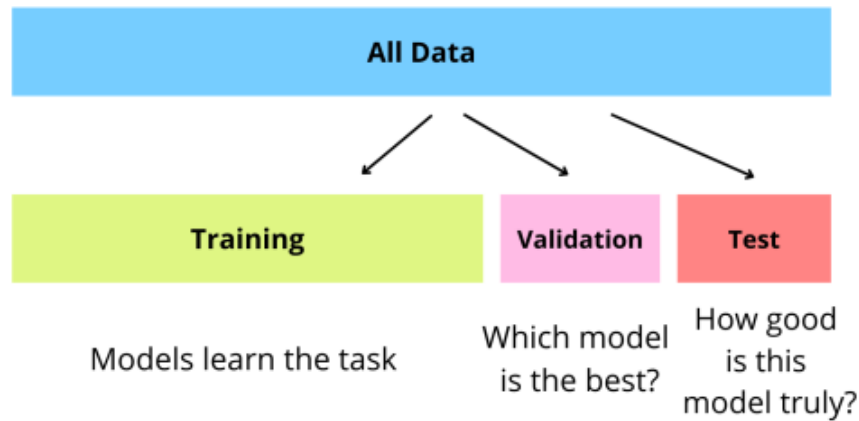 All Data
Training
Validation
Test
Models learn the task
Which model
is the best?
How good
is this
model truly?